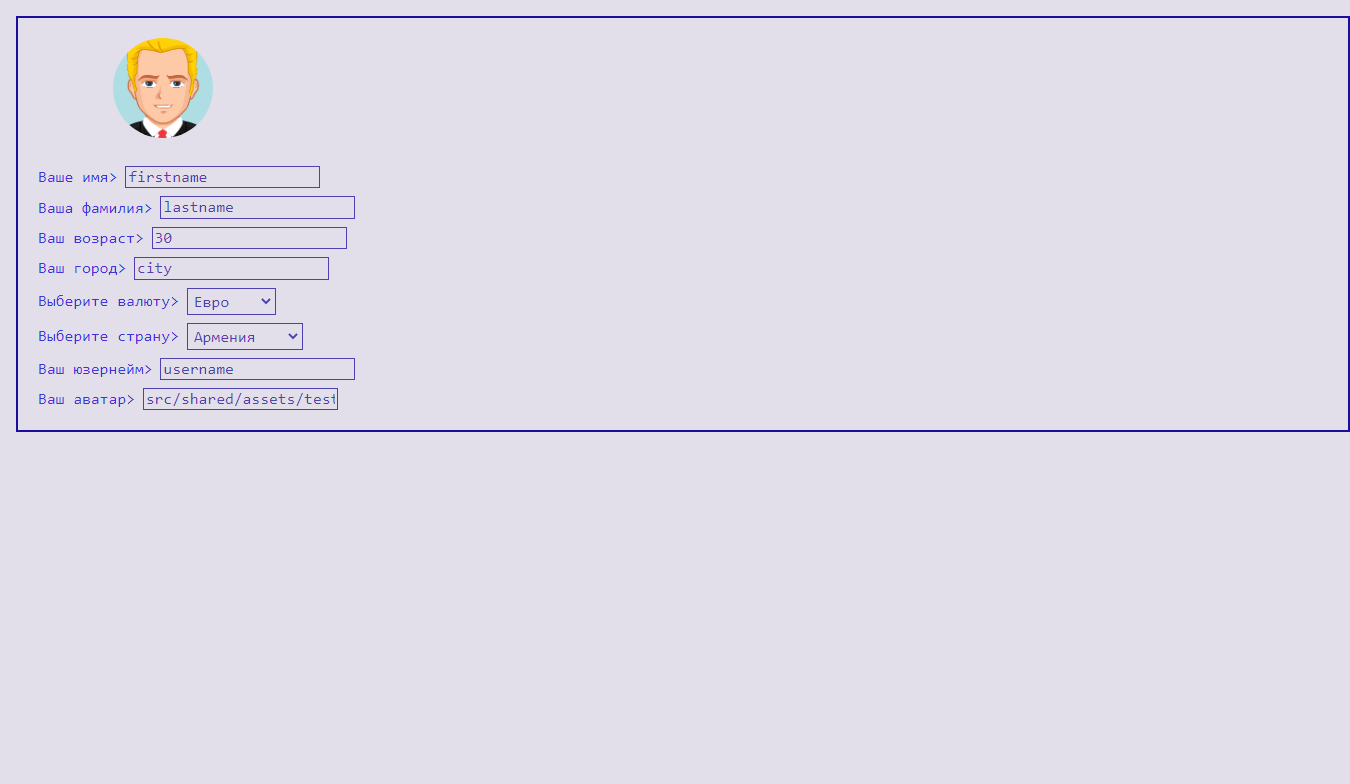 Ваше имя> firstname
Ваша фамилия> lastname
Ваш возраст> 30
Ваш город> city
Выберите валюту> Евро
Выберите страну> Армения
Ваш юзернейм> username
Ваш аватар> src/shared/assets/test